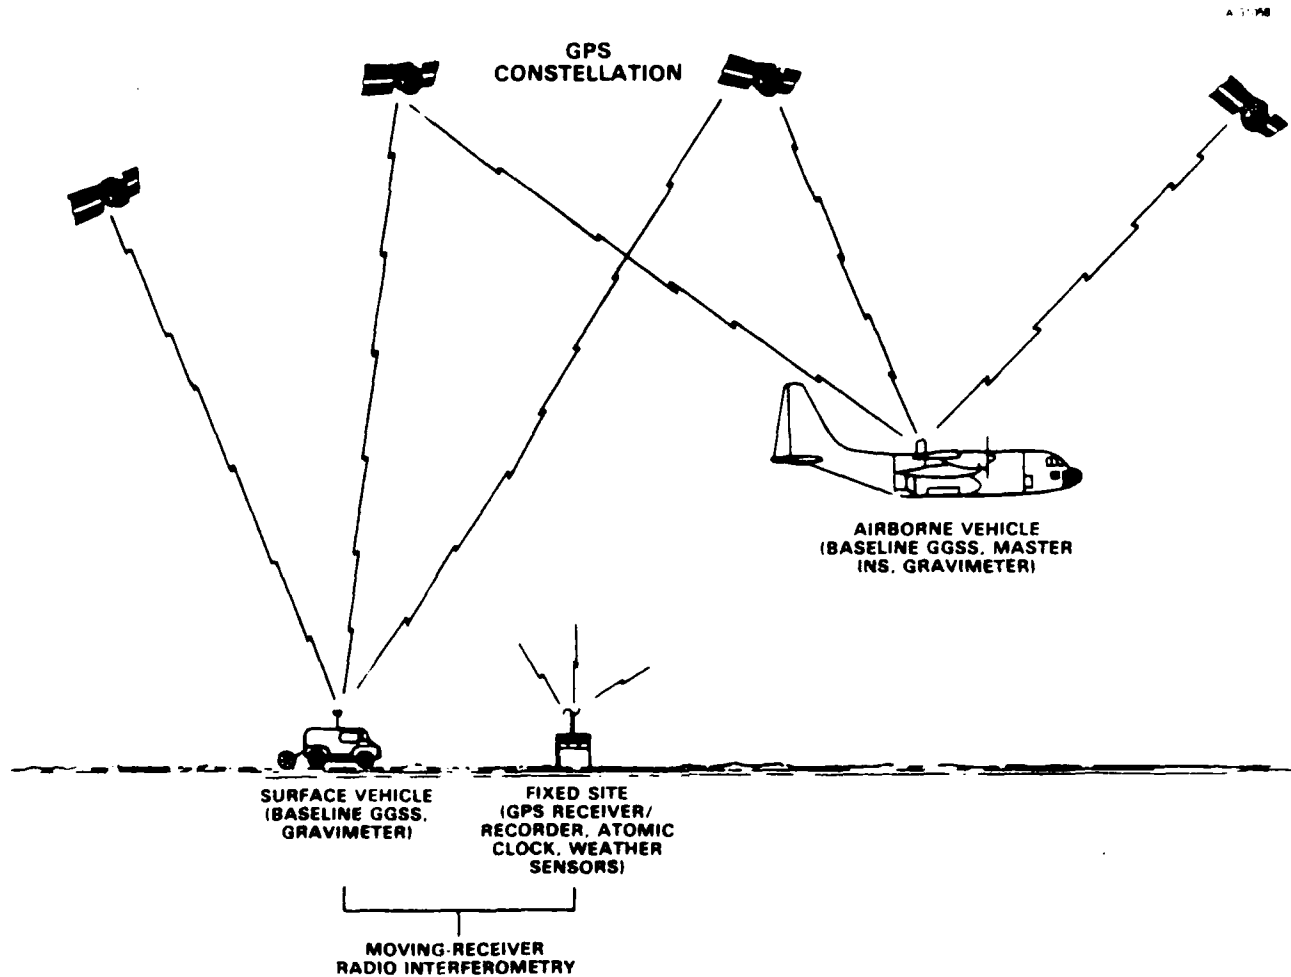 GPS
CONSTELLATION
AIRBORNE VEHICLE
(BASELINE GGSS, MASTER
INS, GRAVIMETER)
SURFACE VEHICLE
(BASELINE GGSS,
GRAVIMETER)
FIXED SITE
(GPS RECEIVER/
RECORDER, ATOMIC
CLOCK, WEATHER
SENSORS)
MOVING-RECEIVER
RADIO INTERFEROMETRY